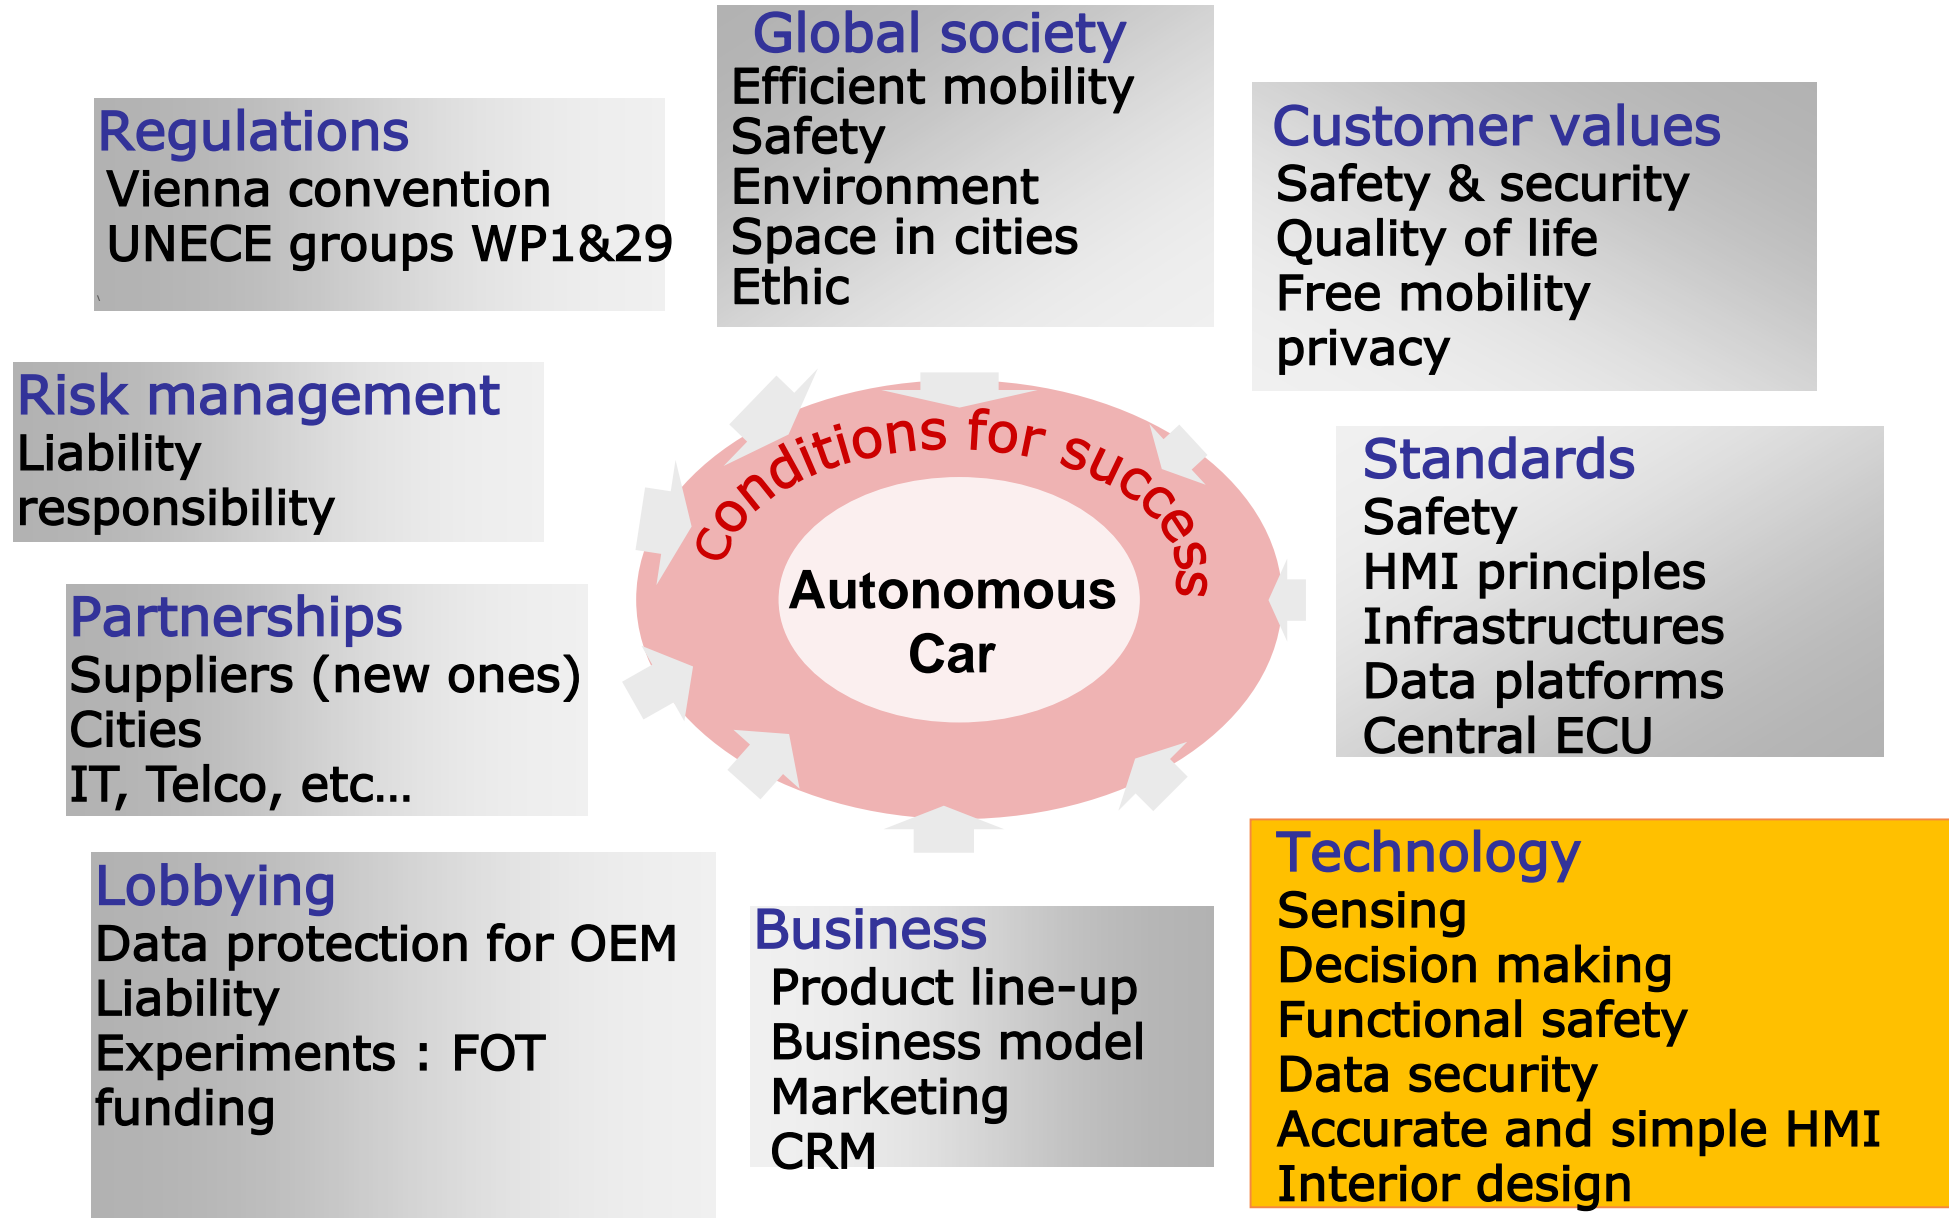 Global society
Efficient mobility
Safety
Environment
Space in cities
Ethic
Regulations
Vienna convention
UNECE groups WP1&29
\
Customer values
Safety & security
Quality of life
Free mobility
privacy
Risk management
Liability
responsibility
conditions for success
Autonomous
Car
Standards
Safety
HMI principles
Infrastructures
Data platforms
Central ECU
Partnerships
Suppliers (new ones)
Cities
IT, Telco, etc...
Lobbying
Data protection for OEM
Liability
Experiments : FOT
funding
Business
Product line-up
Business model
Marketing
CRM
Technology
Sensing
Decision making
Functional safety
Data security
Accurate and simple HMI
Interior design